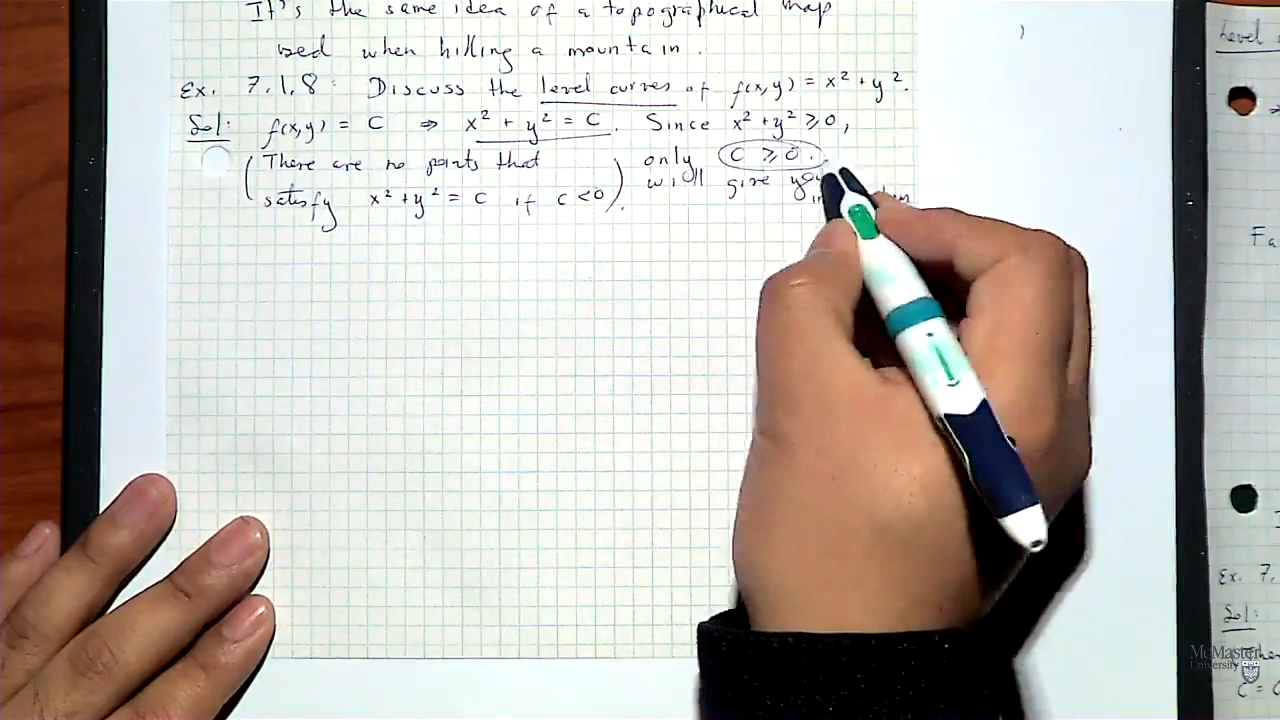 It's the same idea of a topographical map
used when hilling a mountain.
Ex. 7.1.8: Discuss the level curves of f(x,y) = x² + y².
Sol: f(x,y) = C ⇒ x² + y² = C. Since x² + y² ≥ 0,
(There are no points that
satisfy x² + y² = C if C < 0).
only C ≥ 0.
will give you
Level
Fa
Ex. 7.
Sol:
C =
McMaster
University